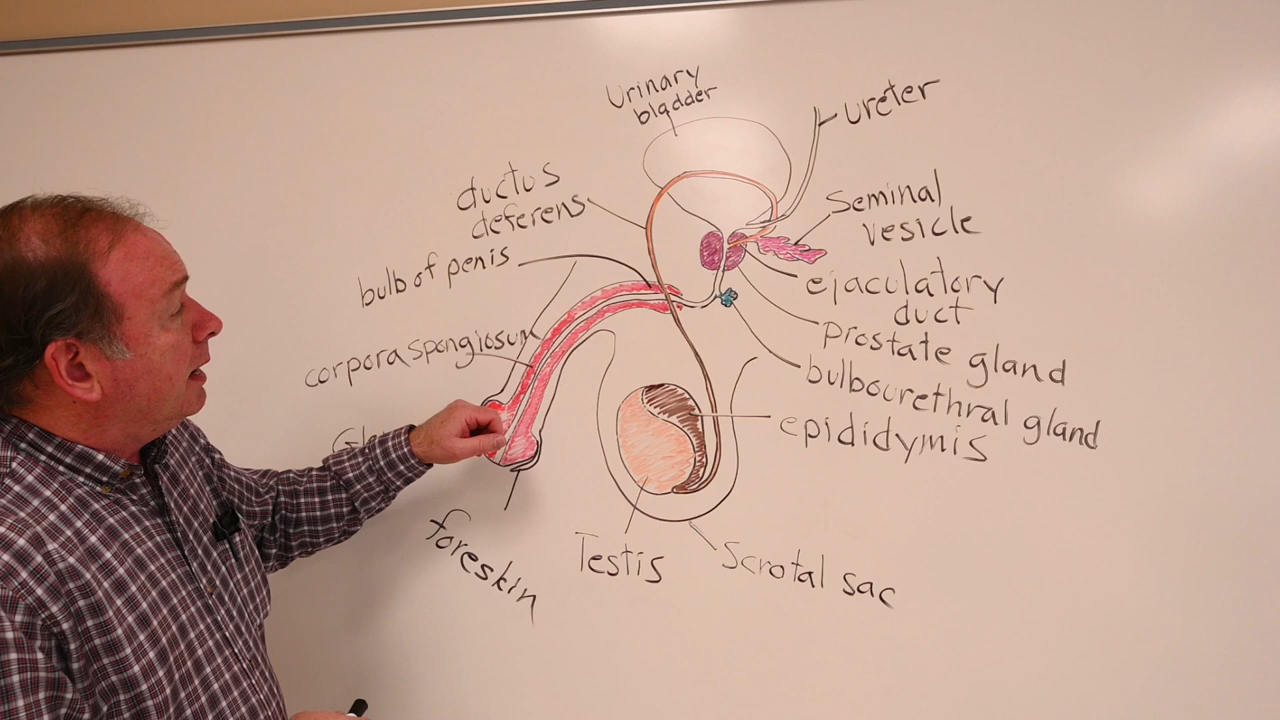 Urinary
bladder
ureter
ductus
deferens
Seminal
vesicle
bulb of penis
ejaculatory
duct
prostate gland
corpora spongiosum
bulbourethral gland
epididymis
foreskin
Testis
Scrotal sac